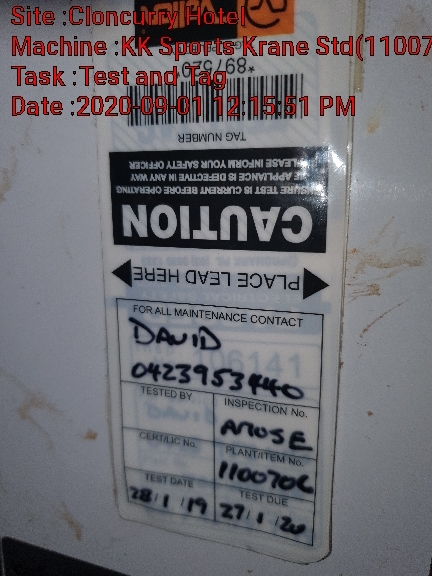 Site :Cloncurry Hotel
Machine :KK Sports Krane Std(11007
Task :Test and Tag
Date :2020-09-01 12:15:51 PM
*897520*
TAG NUMBER
PLEASE INFORM YOUR SAFETY OFFICER
APPLIANCE IS DEFECTIVE IN ANY WAY
ENSURE TEST IS CURRENT BEFORE OPERATING
CAUTION
PLACE LEAD HERE
FOR ALL MAINTENANCE CONTACT
DAVID
0423953440
TESTED BY
INSPECTION No.
AMUSE
CERT/LIC No.
PLANT/ITEM No.
1100706
TEST DATE
TEST DUE
28/1/19
27/1/20